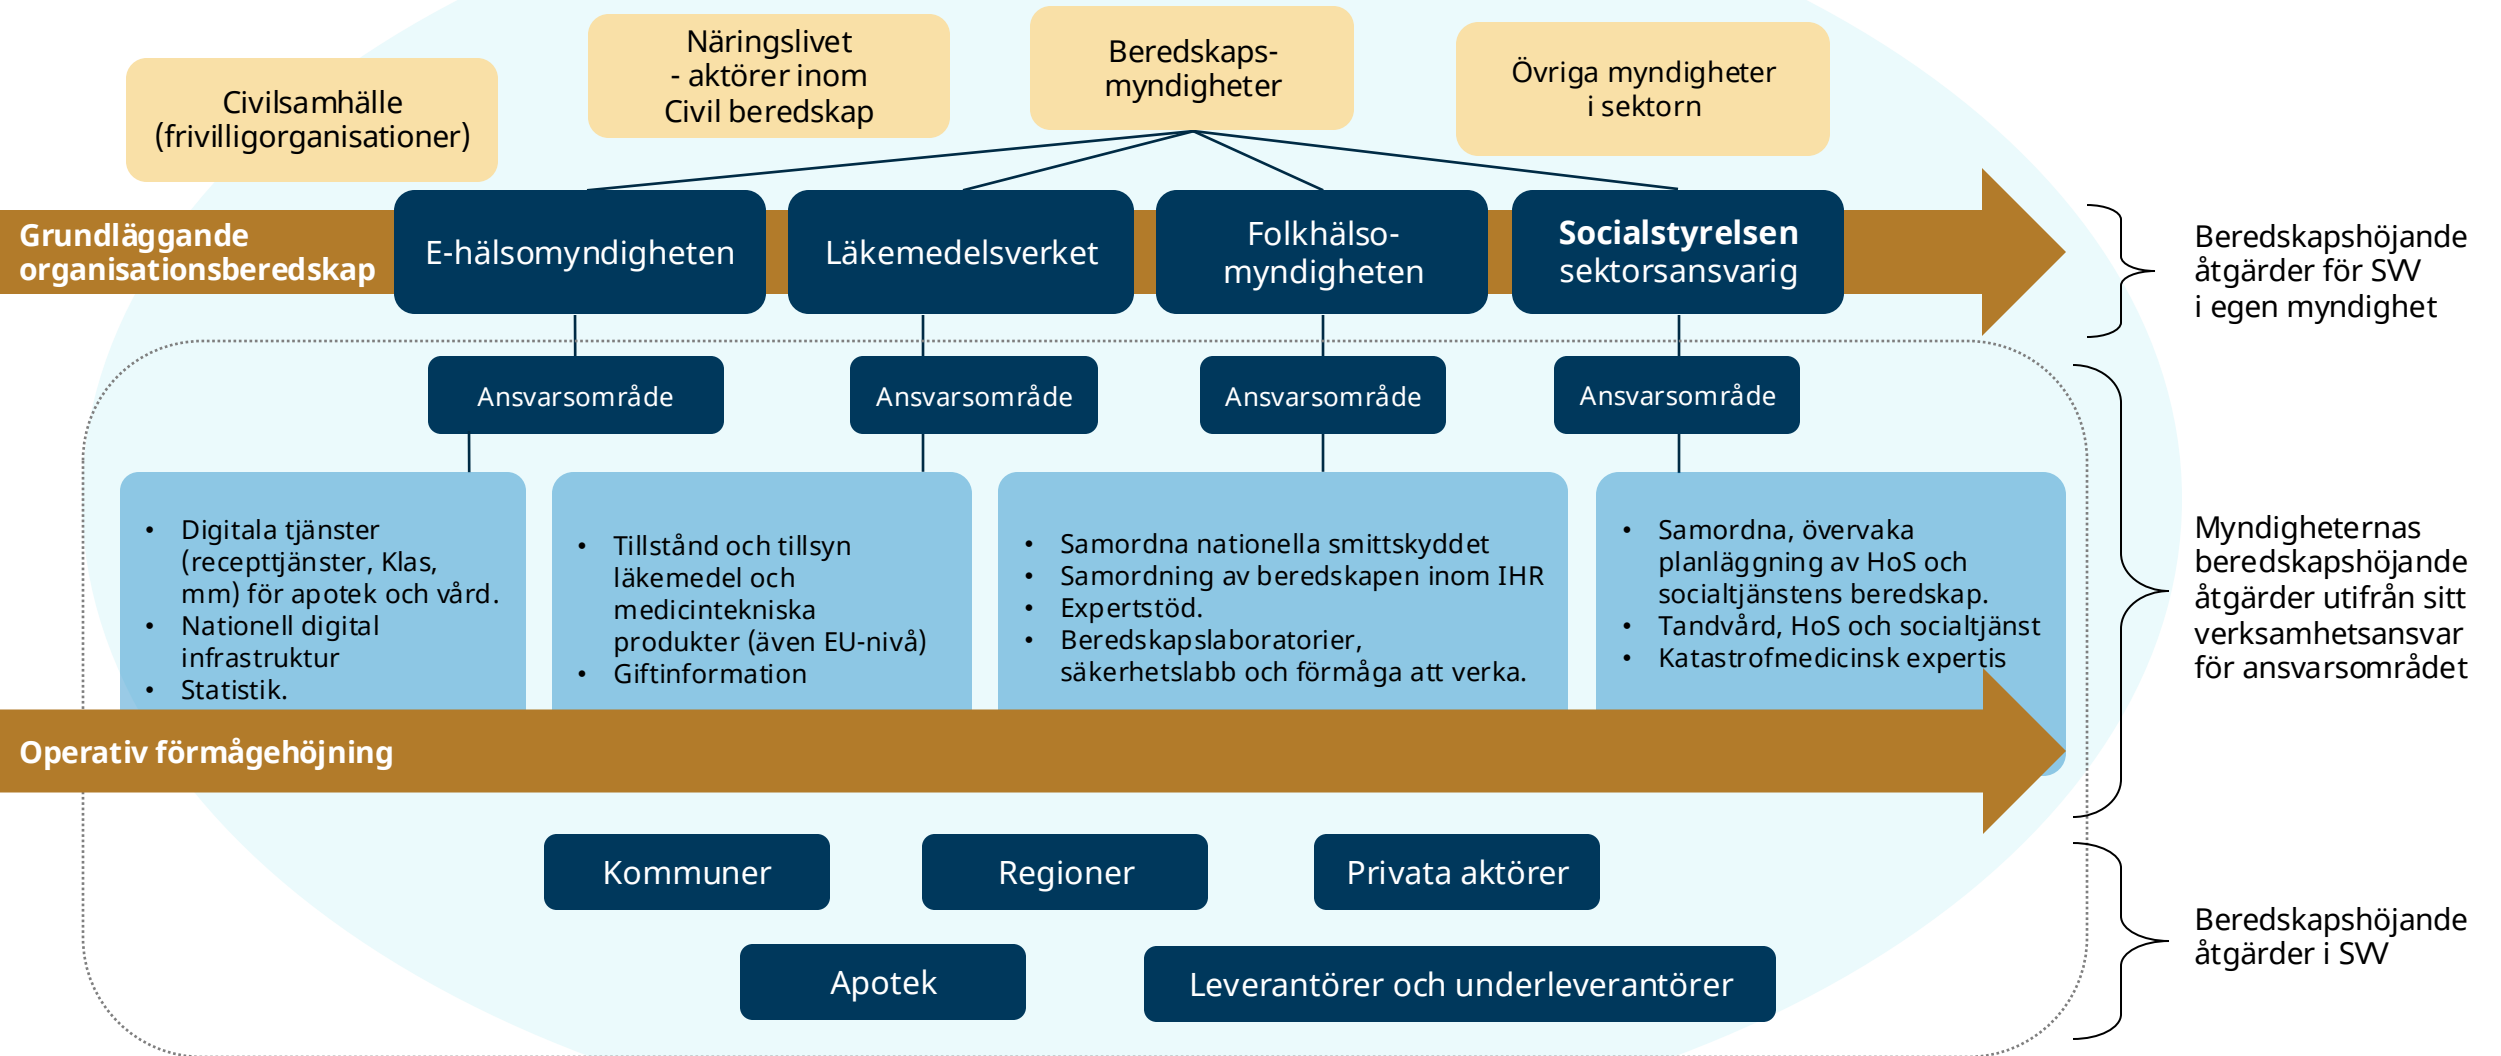 Civilsamhälle
(frivilligorganisationer)
Näringslivet
- aktörer inom
Civil beredskap
Beredskaps-
myndigheter
Övriga myndigheter
i sektorn
Grundläggande
organisationsberedskap
E-hälsomyndigheten
Läkemedelsverket
Folkhälso-
myndigheten
Socialstyrelsen
sektorsansvarig
Beredskapshöjande
åtgärder för SVV
i egen myndighet
Ansvarsområde
Ansvarsområde
Ansvarsområde
Ansvarsområde
• Digitala tjänster
(recepttjänster, Klas,
mm) för apotek och vård.
• Nationell digital
infrastruktur
• Statistik.
• Tillstånd och tillsyn
läkemedel och
medicintekniska
produkter (även EU-nivå)
• Giftinformation
• Samordna nationella smittskyddet
• Samordning av beredskapen inom IHR
• Expertstöd.
• Beredskapslaboratorier,
säkerhetslabb och förmåga att verka.
• Samordna, övervaka
planläggning av HoS och
socialtjänstens beredskap.
• Tandvård, HoS och socialtjänst
• Katastrofmedicinsk expertis
Myndigheternas
beredskapshöjande
åtgärder utifrån sitt
verksamhetsansvar
för ansvarsområdet
Operativ förmågehöjning
Kommuner
Regioner
Privata aktörer
Apotek
Leverantörer och underleverantörer
Beredskapshöjande
åtgärder i SVV